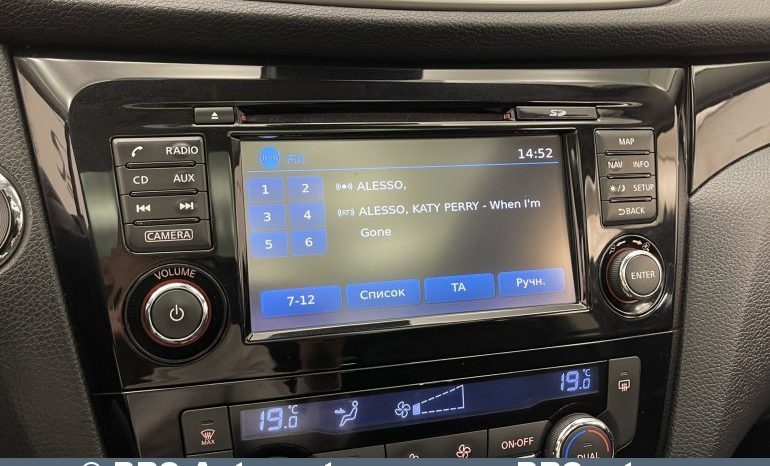 RADIO
CD AUX
CAMERA
VOLUME
FM 14:52
1 2 ALESSO,
3 4 ALESSO, KATY PERRY - When I'm
Gone
5 6
7-12 Список TA Ручн.
SD
MAP
NAV INFO
SETUP
BACK
ENTER
19.0°C 19.0°C
MAX
ON·OFF
DUAL